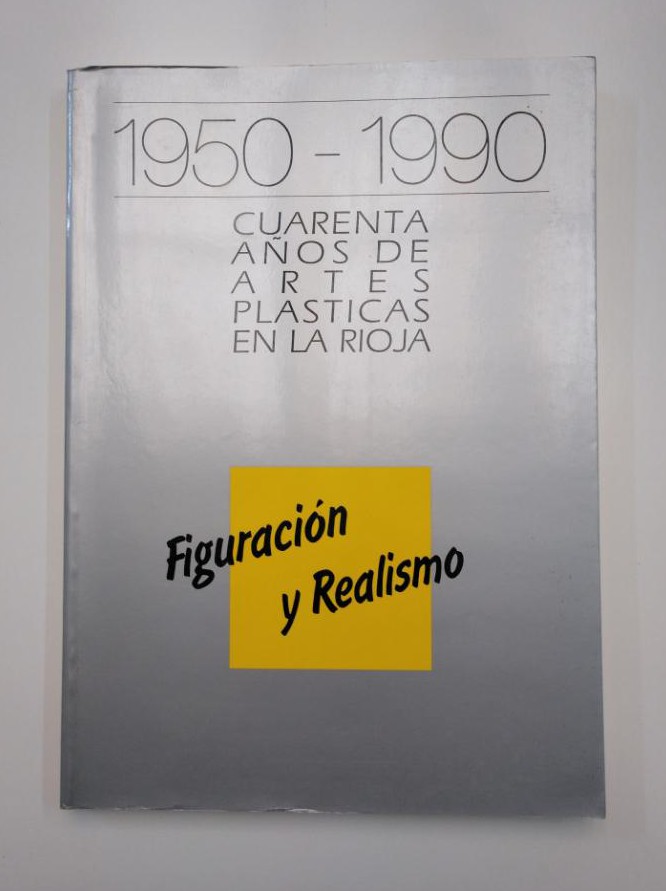 1950 - 1990
CUARENTA
AÑOS DE
ARTES
PLASTICAS
EN LA RIOJA
Figuración
y Realismo